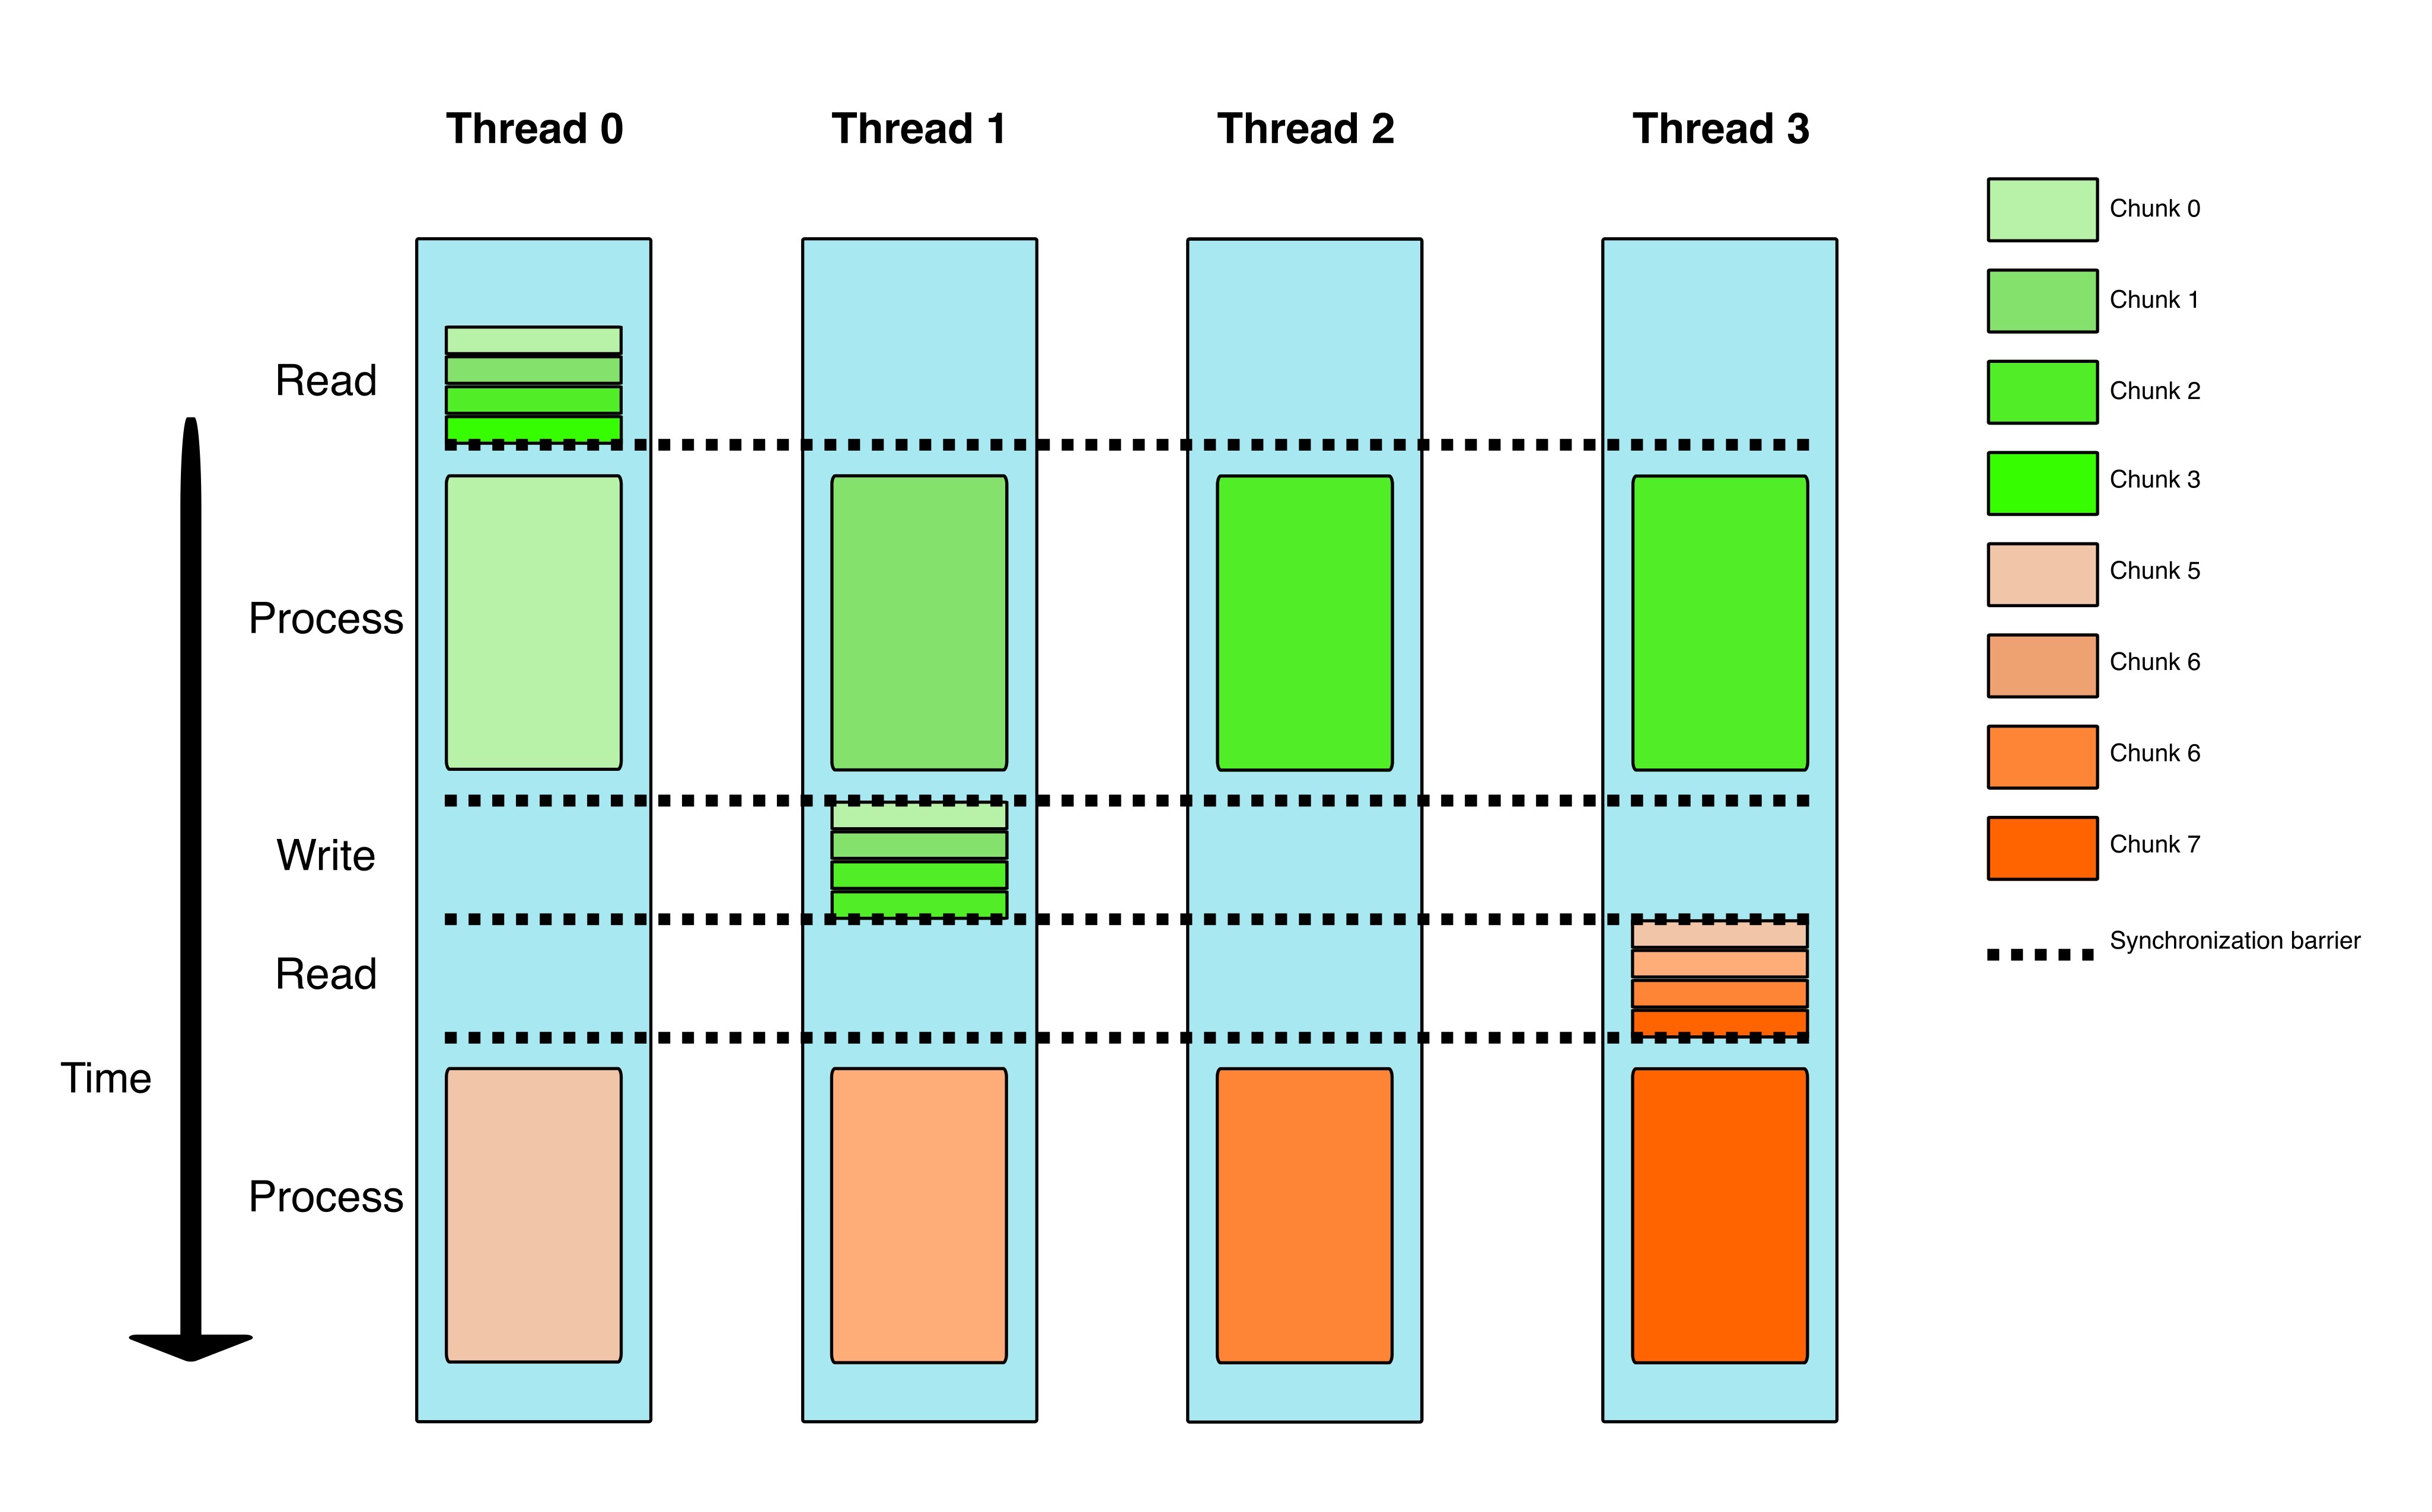 Thread 0
Thread 1
Thread 2
Thread 3
Read
Process
Write
Read
Process
Time
Chunk 0
Chunk 1
Chunk 2
Chunk 3
Chunk 5
Chunk 6
Chunk 6
Chunk 7
Synchronization barrier